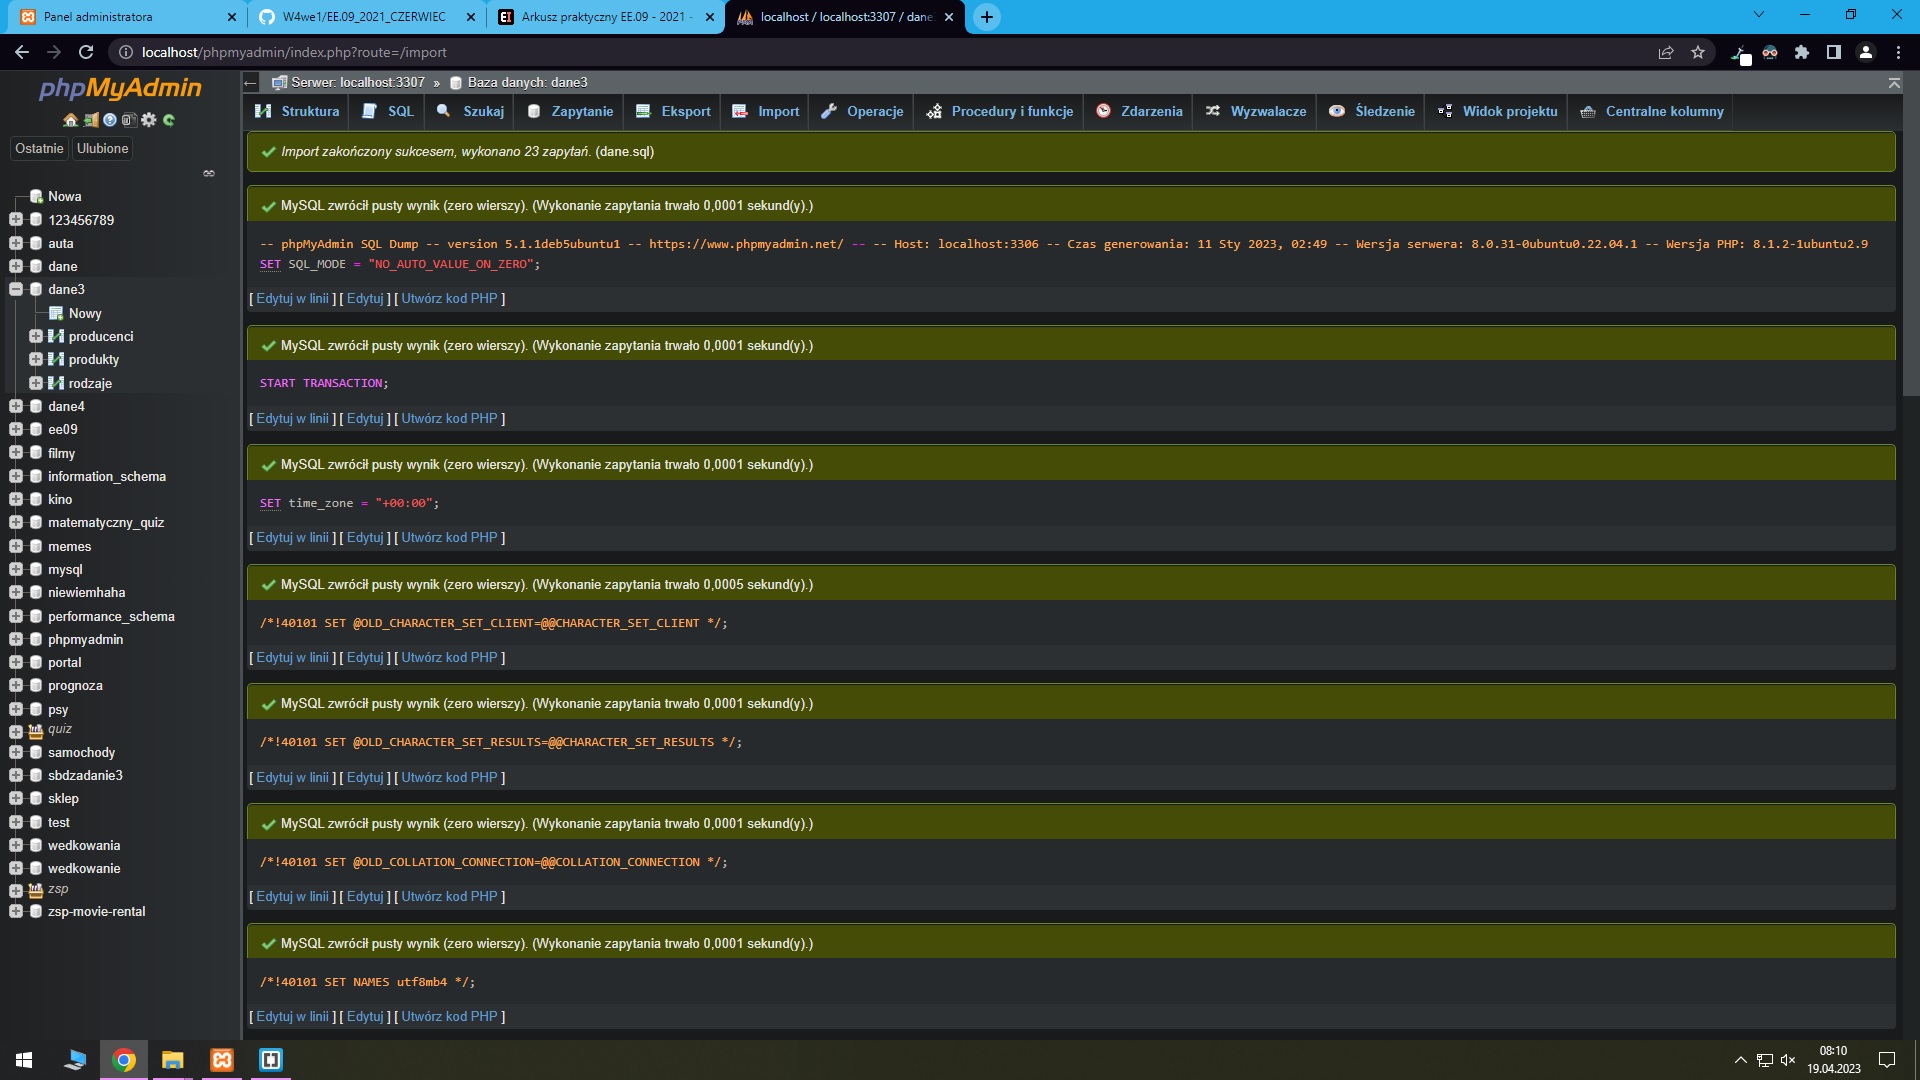 Panel administratora
W4we1/EE.09_2021_CZERWIEC
Arkusz praktyczny EE.09 - 2021 -
localhost / localhost:3307 / dane
localhost/phpmyadmin/index.php?route=/import
phpMyAdmin
Ostatnie
Ulubione
Nowa
123456789
auta
dane
dane3
Nowy
producenci
produkty
rodzaje
dane4
ee09
filmy
information_schema
kino
matematyczny_quiz
memes
mysql
niewiemhaha
performance_schema
phpmyadmin
portal
prognoza
psy
quiz
samochody
sbdzadanie3
sklep
test
wedkowania
wedkowanie
zsp
zsp-movie-rental
Serwer: localhost:3307 » Baza danych: dane3
Struktura SQL Szukaj Zapytanie Eksport Import Operacje Procedury i funkcje Zdarzenia Wyzwalacze Śledzenie Widok projektu Centralne kolumny
Import zakończony sukcesem, wykonano 23 zapytań. (dane.sql)
MySQL zwrócił pusty wynik (zero wierszy). (Wykonanie zapytania trwało 0,0001 sekund(y).)
-- phpMyAdmin SQL Dump -- version 5.1.1deb5ubuntu1 -- https://www.phpmyadmin.net/ -- -- Host: localhost:3306 -- Czas generowania: 11 Sty 2023, 02:49 -- Wersja serwera: 8.0.31-0ubuntu0.22.04.1 -- Wersja PHP: 8.1.2-1ubuntu2.9
SET SQL_MODE = "NO_AUTO_VALUE_ON_ZERO";
[ Edytuj w linii ] [ Edytuj ] [ Utwórz kod PHP ]
MySQL zwrócił pusty wynik (zero wierszy). (Wykonanie zapytania trwało 0,0001 sekund(y).)
START TRANSACTION;
[ Edytuj w linii ] [ Edytuj ] [ Utwórz kod PHP ]
MySQL zwrócił pusty wynik (zero wierszy). (Wykonanie zapytania trwało 0,0001 sekund(y).)
SET time_zone = "+00:00";
[ Edytuj w linii ] [ Edytuj ] [ Utwórz kod PHP ]
MySQL zwrócił pusty wynik (zero wierszy). (Wykonanie zapytania trwało 0,0005 sekund(y).)
/*!40101 SET @OLD_CHARACTER_SET_CLIENT=@@CHARACTER_SET_CLIENT */;
[ Edytuj w linii ] [ Edytuj ] [ Utwórz kod PHP ]
MySQL zwrócił pusty wynik (zero wierszy). (Wykonanie zapytania trwało 0,0001 sekund(y).)
/*!40101 SET @OLD_CHARACTER_SET_RESULTS=@@CHARACTER_SET_RESULTS */;
[ Edytuj w linii ] [ Edytuj ] [ Utwórz kod PHP ]
MySQL zwrócił pusty wynik (zero wierszy). (Wykonanie zapytania trwało 0,0001 sekund(y).)
/*!40101 SET @OLD_COLLATION_CONNECTION=@@COLLATION_CONNECTION */;
[ Edytuj w linii ] [ Edytuj ] [ Utwórz kod PHP ]
MySQL zwrócił pusty wynik (zero wierszy). (Wykonanie zapytania trwało 0,0001 sekund(y).)
/*!40101 SET NAMES utf8mb4 */;
[ Edytuj w linii ] [ Edytuj ] [ Utwórz kod PHP ]
08:10
19.04.2023